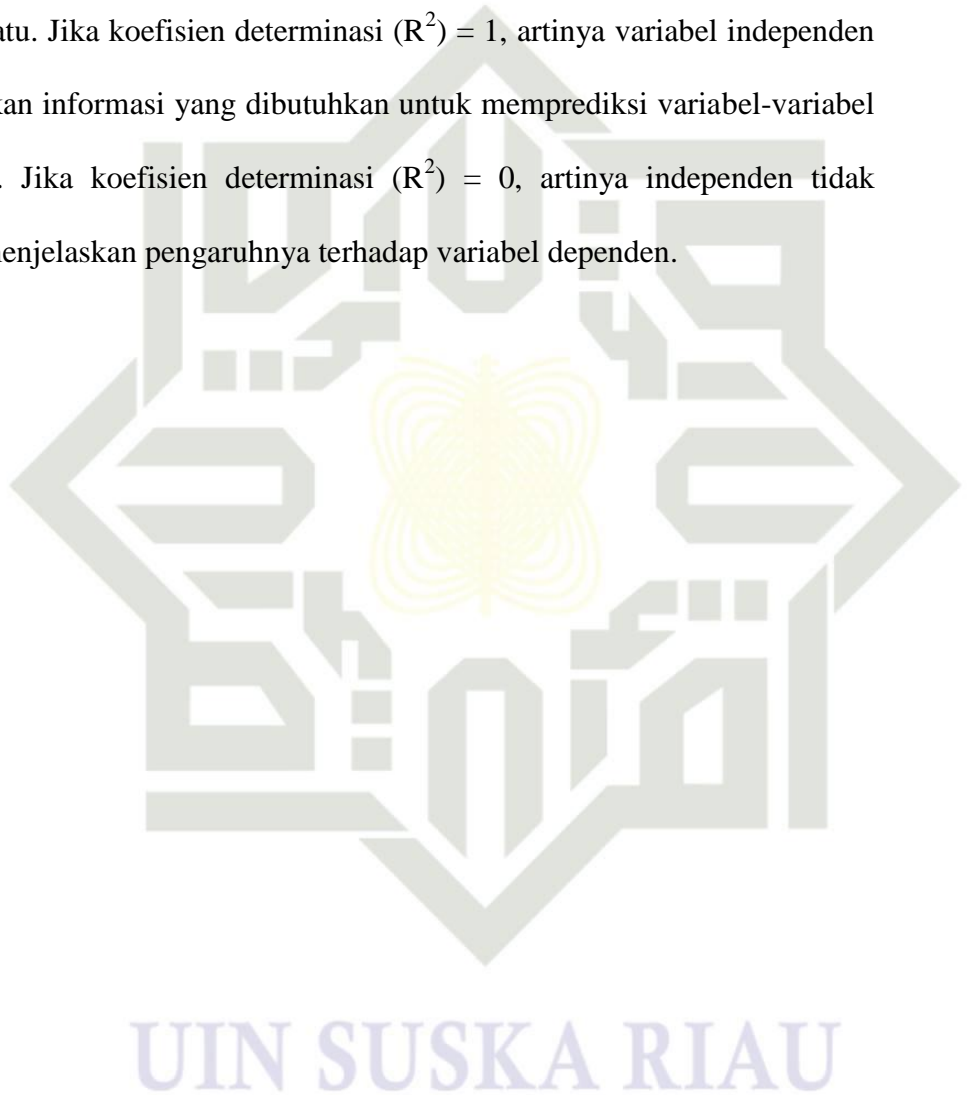 atu. Jika koefisien determinasi (R²) = 1, artinya variabel independen
kan informasi yang dibutuhkan untuk memprediksi variabel-variabel
. Jika koefisien determinasi (R²) = 0, artinya independen tidak
menjelaskan pengaruhnya terhadap variabel dependen.
UIN SUSKA RIAU